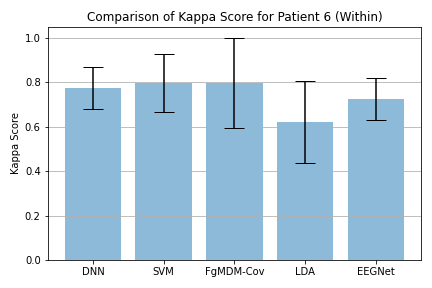 Comparison of Kappa Score for Patient 6 (Within)
Kappa Score
1.0
0.8
0.6
0.4
0.2
0.0
DNN
SVM
FgMDM-Cov
LDA
EEGNet